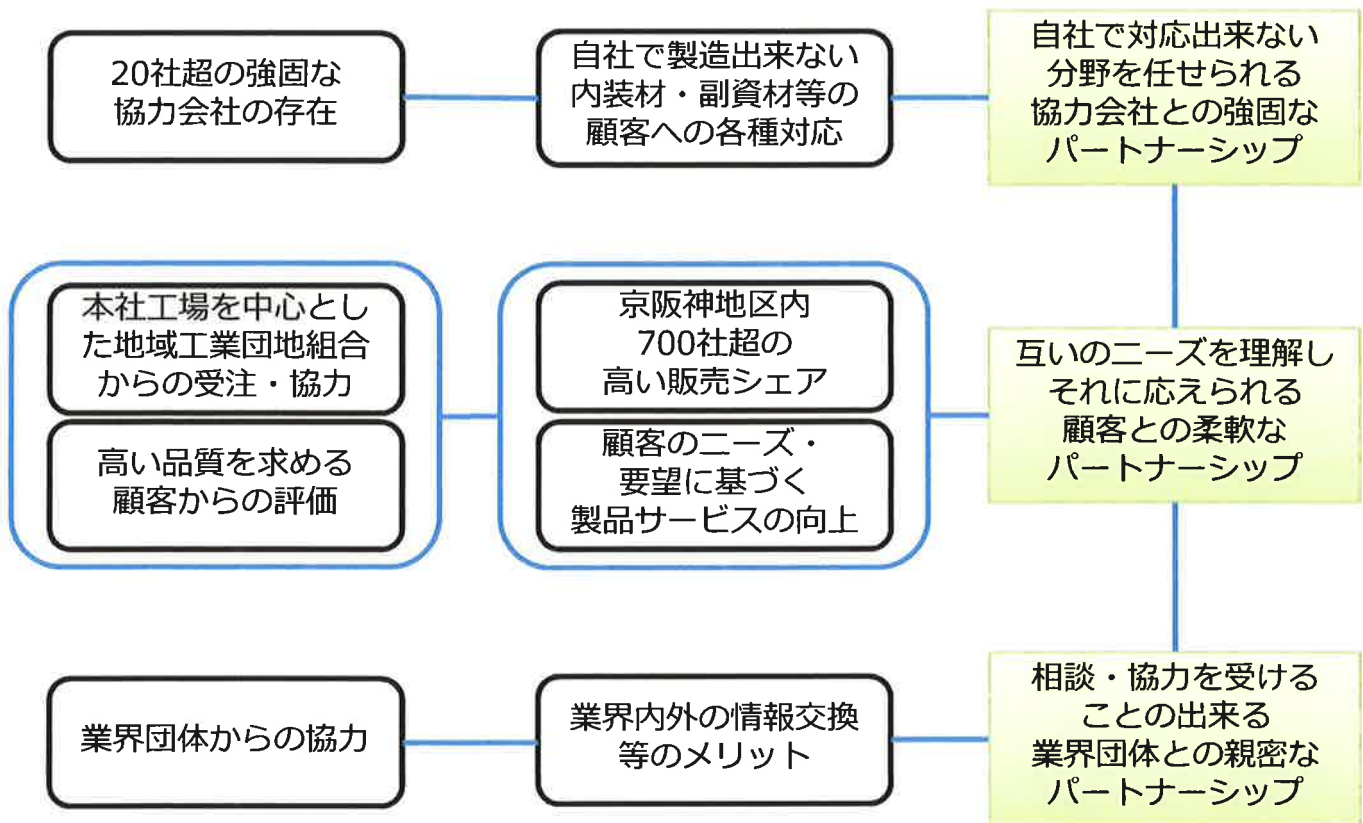 20社超の強固な
協力会社の存在
自社で製造出来ない
内装材・副資材等の
顧客への各種対応
自社で対応出来ない
分野を任せられる
協力会社との強固な
パートナーシップ
本社工場を中心とし
た地域工業団地組合
からの受注・協力
高い品質を求める
顧客からの評価
京阪神地区内
700社超の
高い販売シェア
顧客のニーズ・
要望に基づく
製品サービスの向上
互いのニーズを理解し
それに応えられる
顧客との柔軟な
パートナーシップ
業界団体からの協力
業界内外の情報交換
等のメリット
相談・協力を受ける
ことの出来る
業界団体との親密な
パートナーシップ